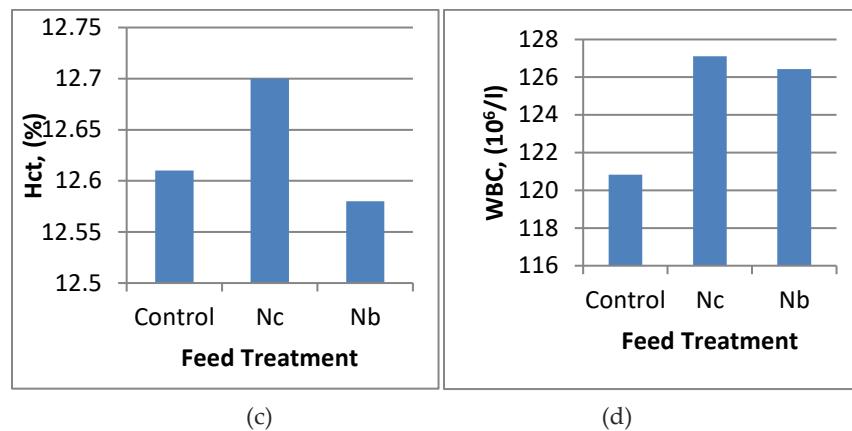 12.75
12.7
12.65
12.6
12.55
12.5
Hct, (%)
Control Nc Nb
Feed Treatment
(c)
128
126
124
122
120
118
116
WBC, (10⁶/l)
Control Nc Nb
Feed Treatment
(d)